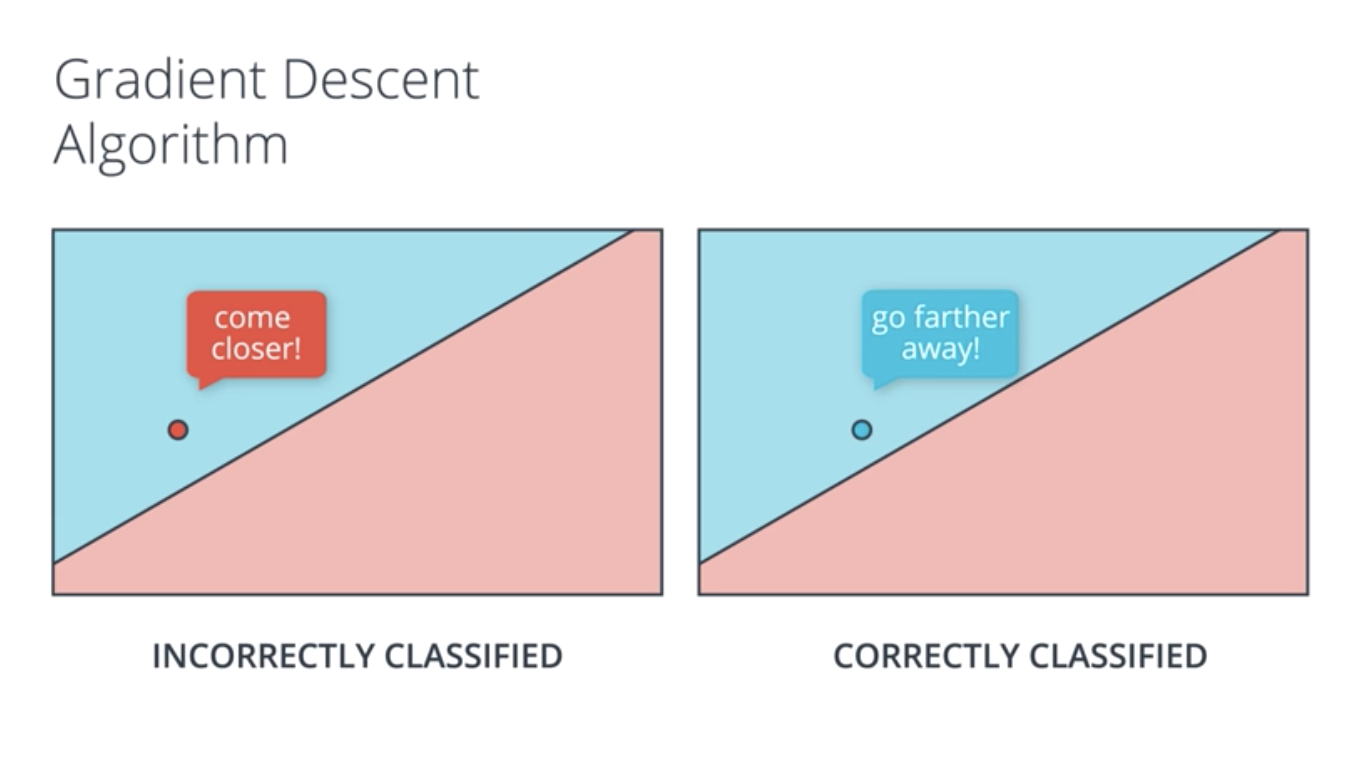 Gradient Descent
Algorithm
come
closer!
go farther
away!
INCORRECTLY CLASSIFIED
CORRECTLY CLASSIFIED